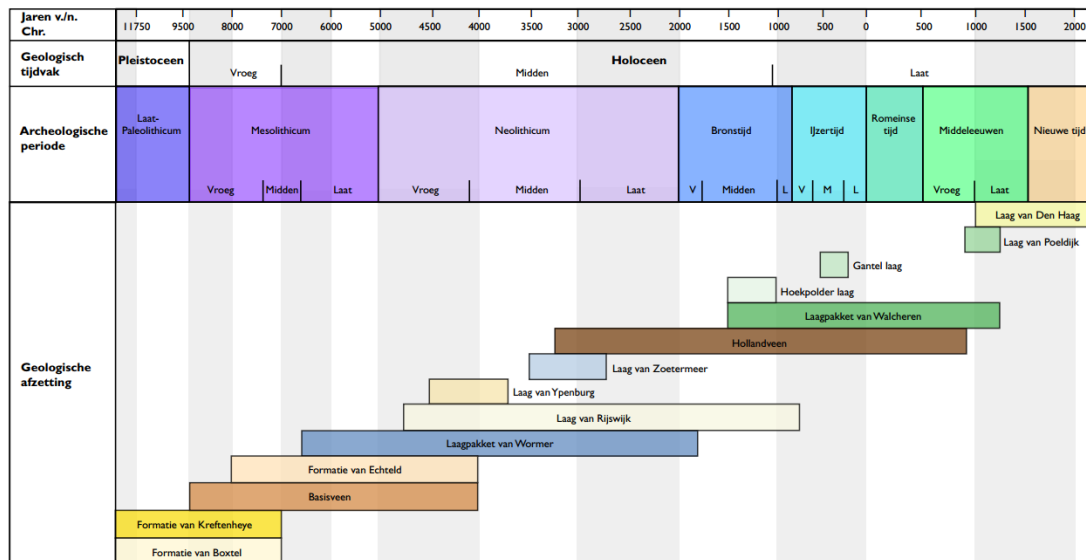 Jaren v./n. Chr.
11750 9500 8000 7000 6000 5000 4500 4000 3500 3000 2500 2000 1500 1000 500 0 500 1000 1500 2000
Geologisch tijdvak
Pleistoceen Holoceen
Vroeg Midden Laat
Archeologische periode
Laat-Paleolithicum Mesolithicum Neolithicum Bronstijd IJzertijd Romeinse tijd Middeleeuwen Nieuwe tijd
Vroeg Midden Laat Vroeg Midden Laat V Midden L V M L Vroeg Laat
Geologische afzetting
Laag van Den Haag
Laag van Poeldijk
Gantel laag
Hoekpolder laag
Laagpakket van Walcheren
Hollandveen
Laag van Zoetermeer
Laag van Ypenburg
Laag van Rijswijk
Laagpakket van Wormer
Formatie van Echteld
Basisveen
Formatie van Kreftenheye
Formatie van Boxtel